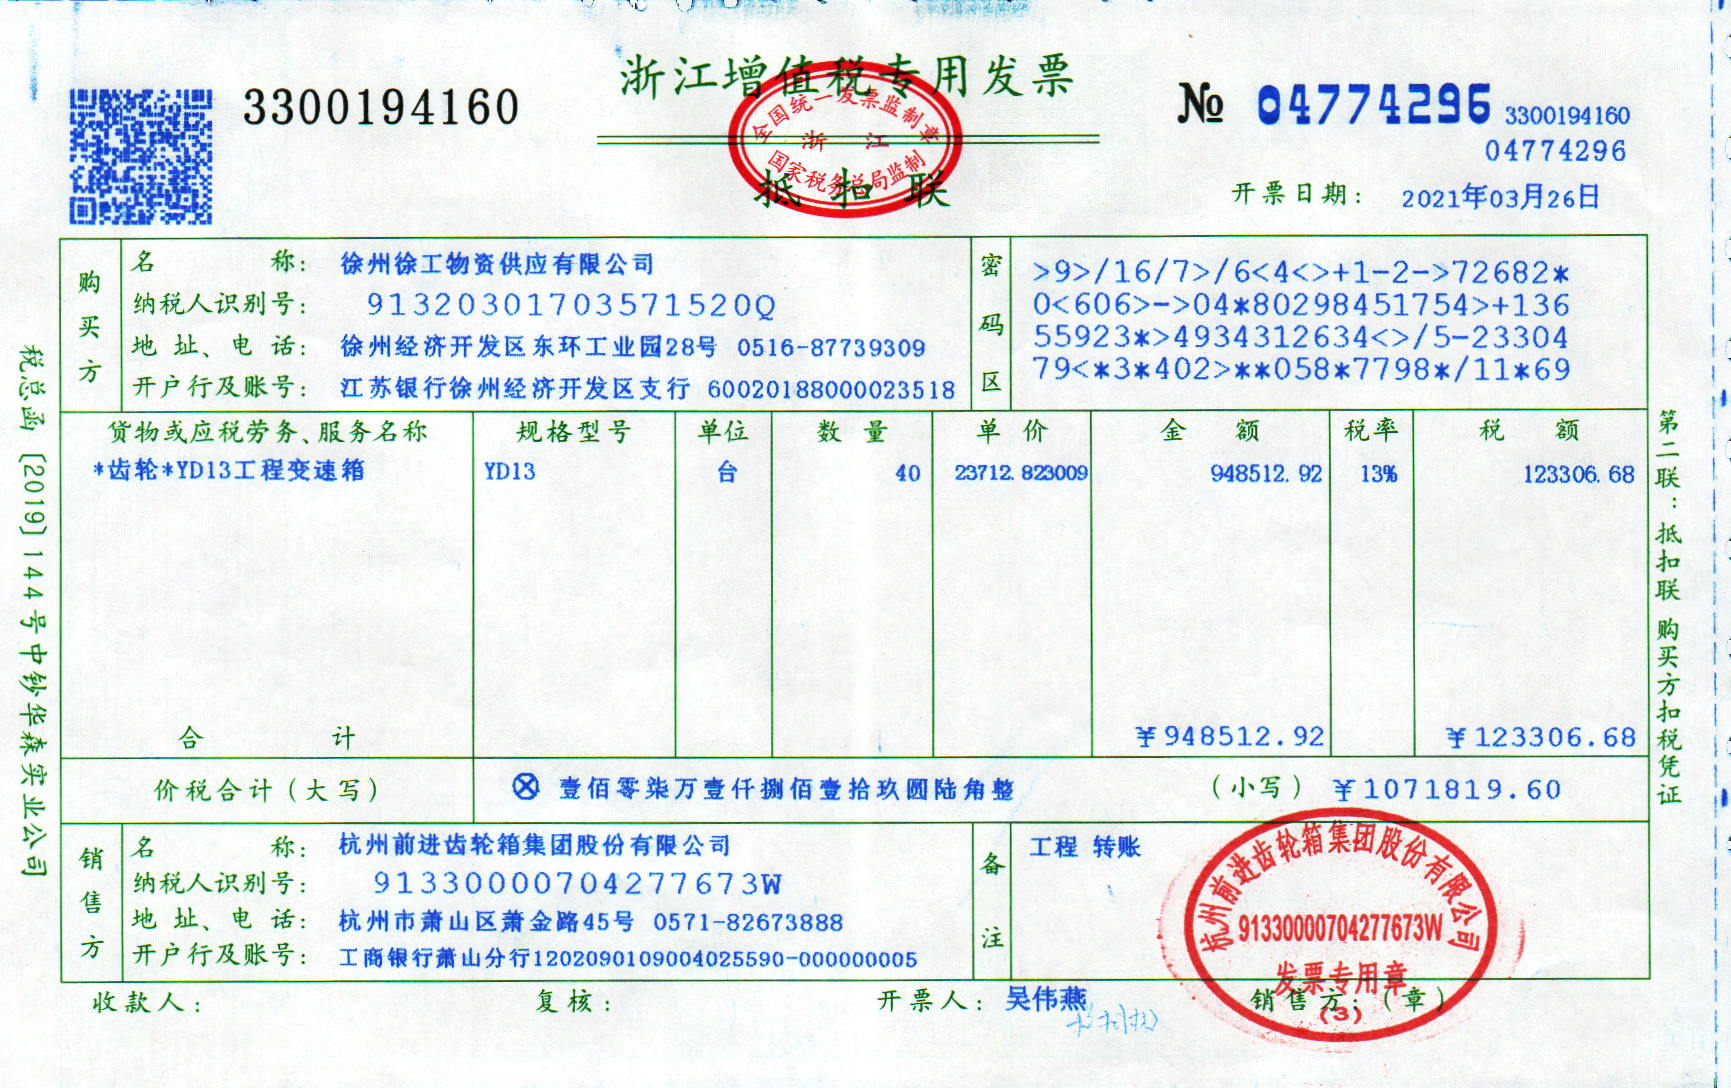 浙江增值税专用发票
3300194160
№ 04774296
3300194160
04774296
全国统一发票监制章
浙 江
国家税务总局监制
抵扣联
开票日期: 2021年03月26日
购买方
名 称: 徐州徐工物资供应有限公司
纳税人识别号: 91320301703571520Q
地 址、电 话: 徐州经济开发区东环工业园28号 0516-87739309
开户行及账号: 江苏银行徐州经济开发区支行 60020188000023518
密码区
>9>/16/7>/6<4<>+1-2->72682*
0<606>->04*80298451754>+136
55923*>4934312634<>/5-23304
79<*3*402>**058*7798*/11*69
货物或应税劳务、服务名称 规格型号 单位 数 量 单 价 金 额 税率 税 额
*齿轮*YD13工程变速箱 YD13 台 40 23712.823009 948512.92 13% 123306.68
合 计 ¥948512.92 ¥123306.68
价税合计(大写) ⊗ 壹佰零柒万壹仟捌佰壹拾玖圆陆角整 (小写) ¥1071819.60
销售方
名 称: 杭州前进齿轮箱集团股份有限公司
纳税人识别号: 91330000704277673W
地 址、电 话: 杭州市萧山区萧金路45号 0571-82673888
开户行及账号: 工商银行萧山分行1202090109004025590-000000005
备注
工程 转账
杭州前进齿轮箱集团股份有限公司
91330000704277673W
发票专用章
(3)
收款人: 复核: 开票人: 吴伟燕 销售方:(章)
税总函〔2019〕144号中钞华森实业公司
第二联:抵扣联 购买方扣税凭证